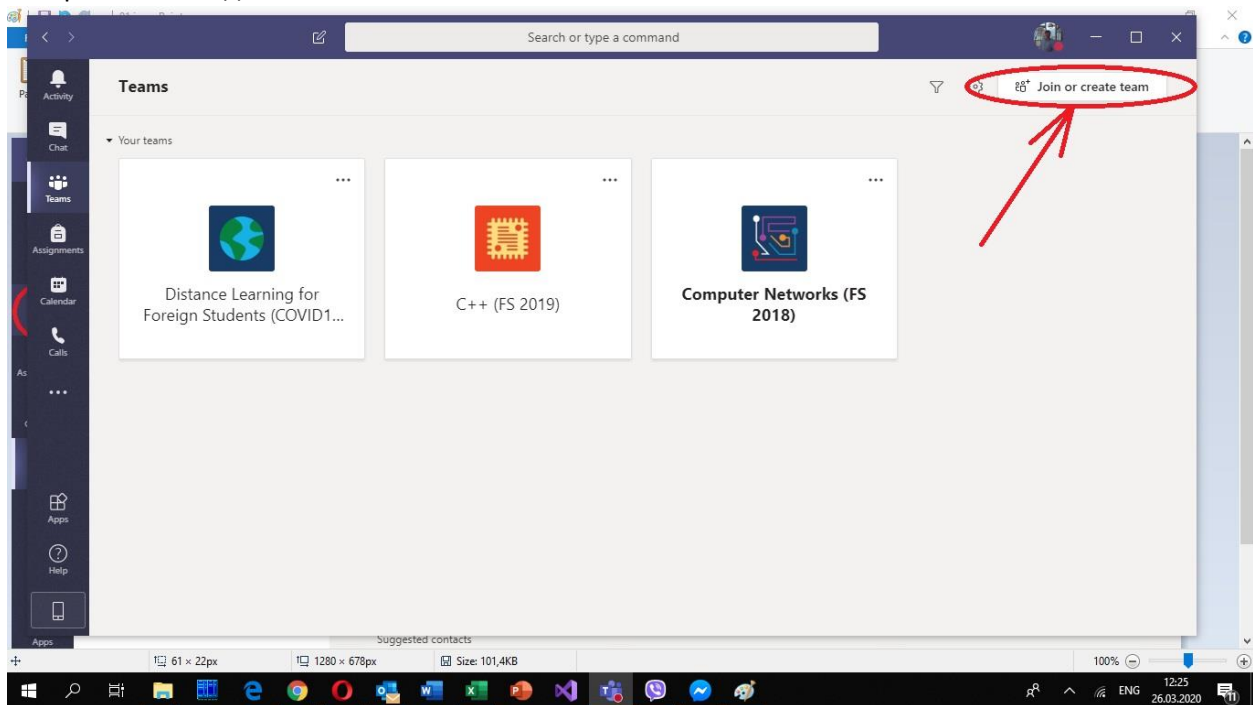 Search or type a command
Activity
Chat
Teams
Assignments
Calendar
Calls
Apps
Help
Teams
Join or create team
Your teams
Distance Learning for
Foreign Students (COVID1...
C++ (FS 2019)
Computer Networks (FS
2018)
Apps
Suggested contacts
61 × 22px
1280 × 678px
Size: 101,4KB
100%
ENG
12:25
26.03.2020